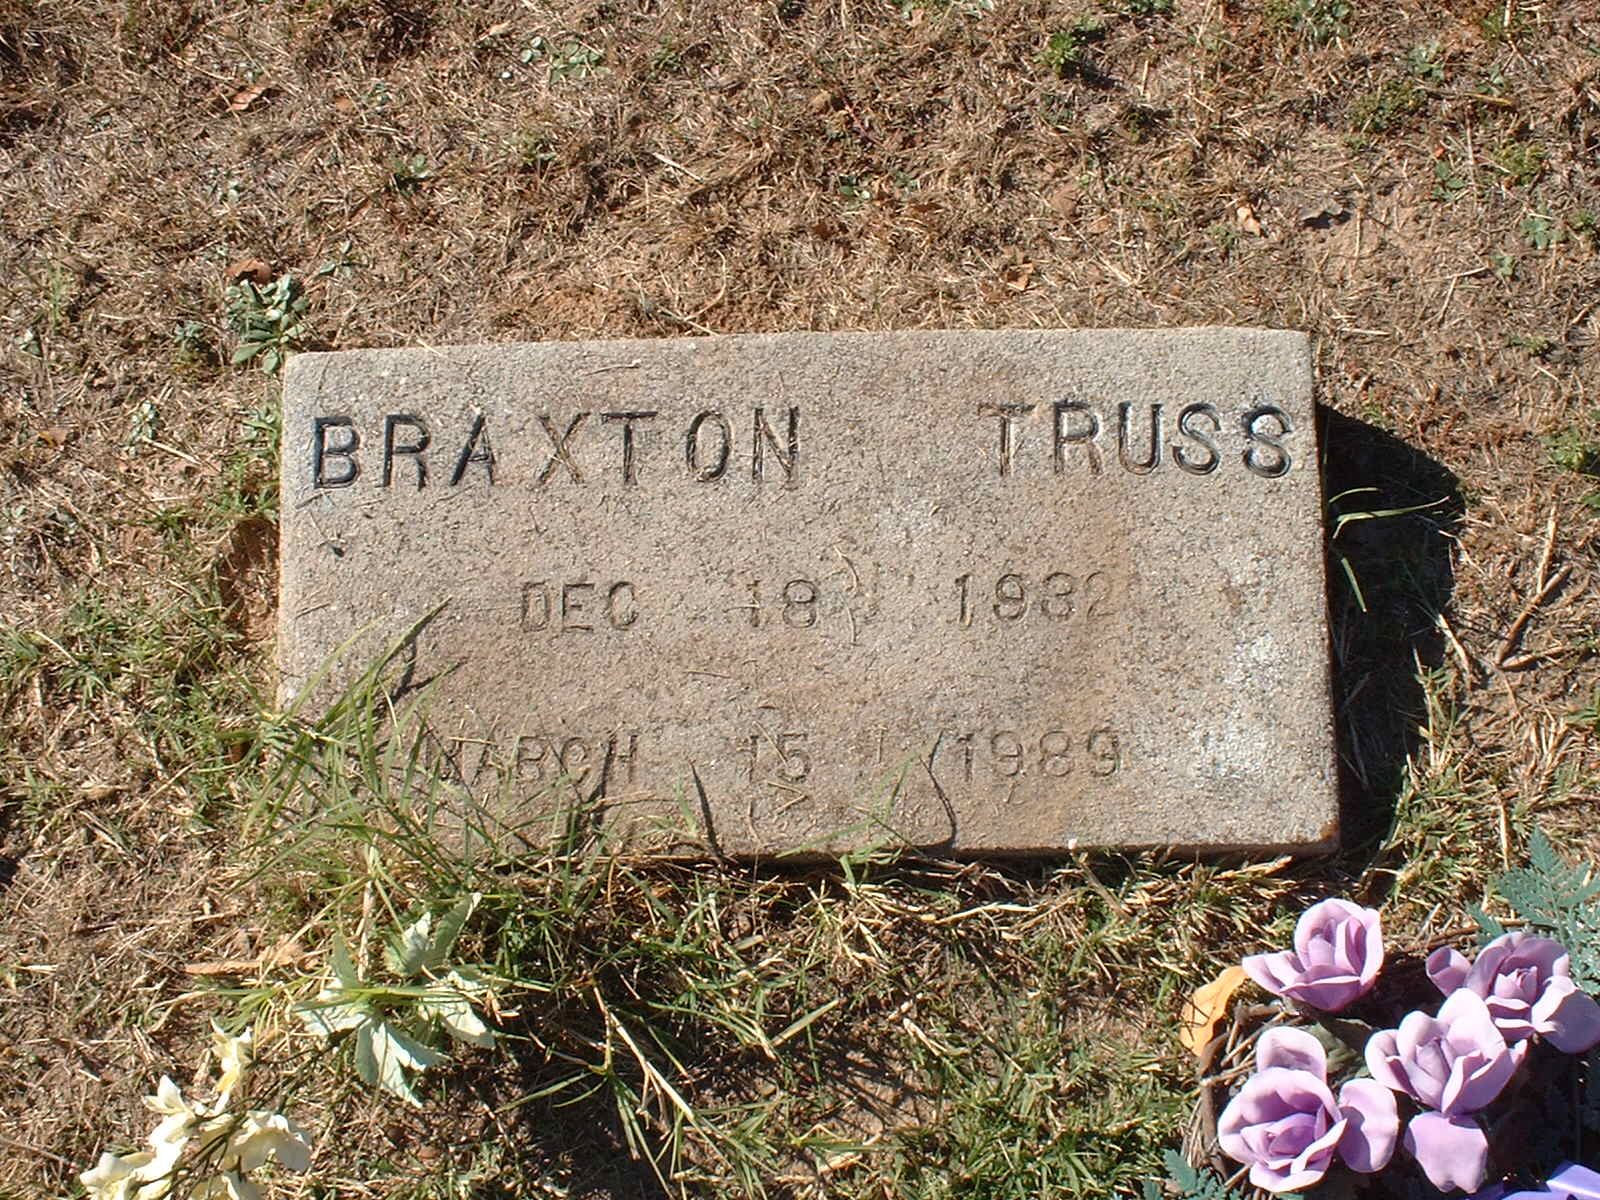 BRAXTON TRUSS
DEC 18 1932
MARCH 15 1989